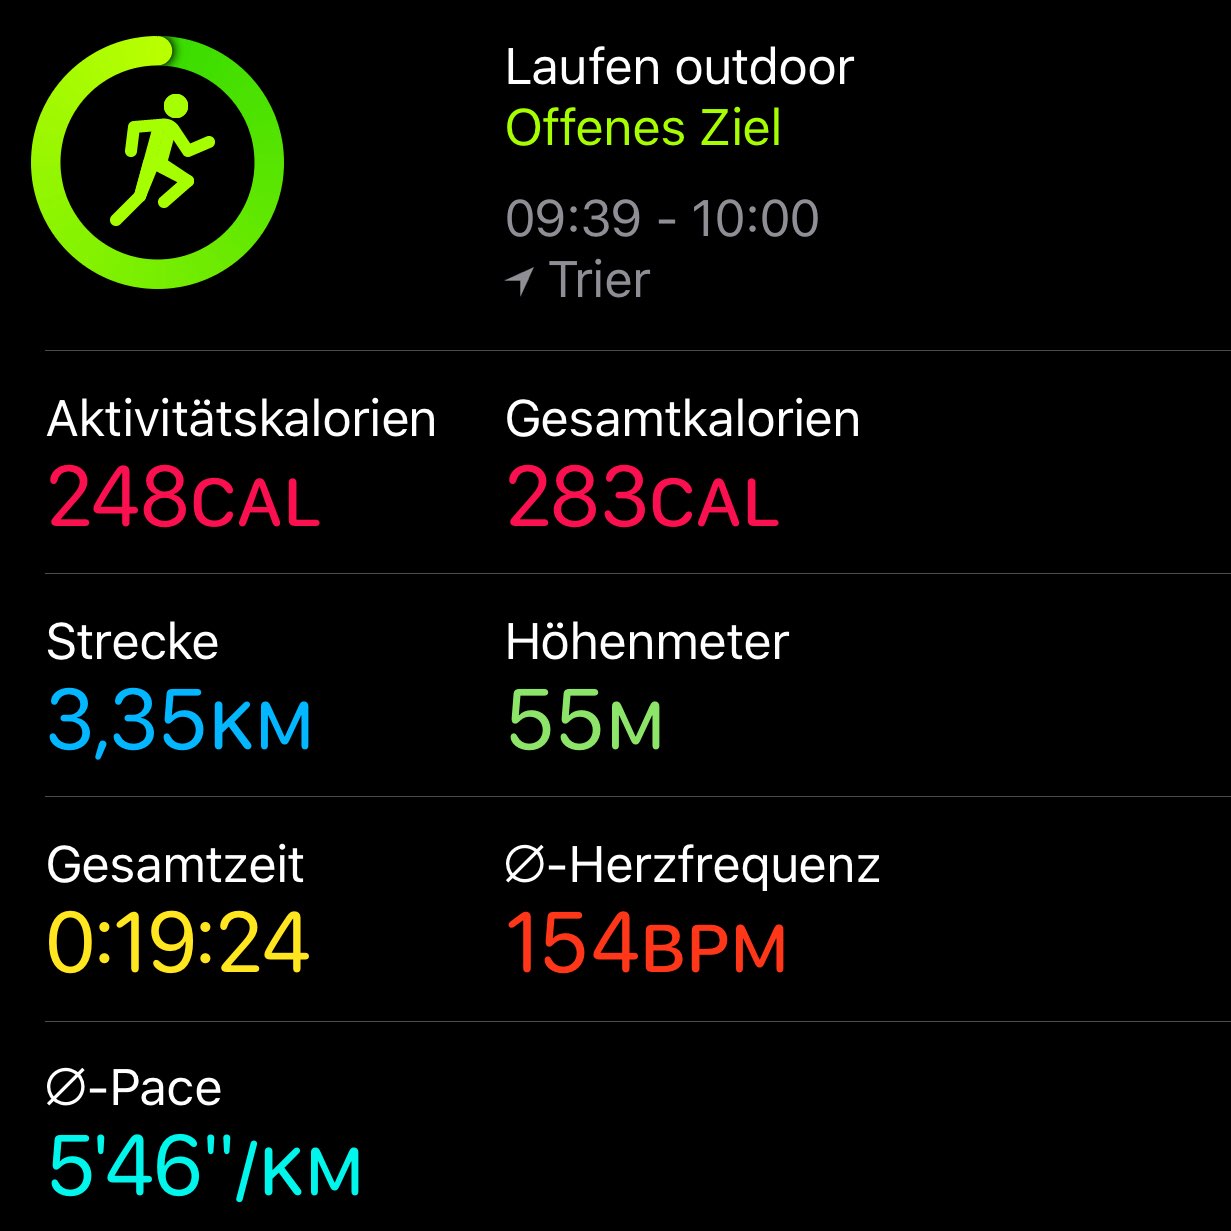 Laufen outdoor
Offenes Ziel
09:39 - 10:00
Trier
Aktivitätskalorien
248CAL
Gesamtkalorien
283CAL
Strecke
3,35KM
Höhenmeter
55M
Gesamtzeit
0:19:24
Ø-Herzfrequenz
154BPM
Ø-Pace
5'46"/KM